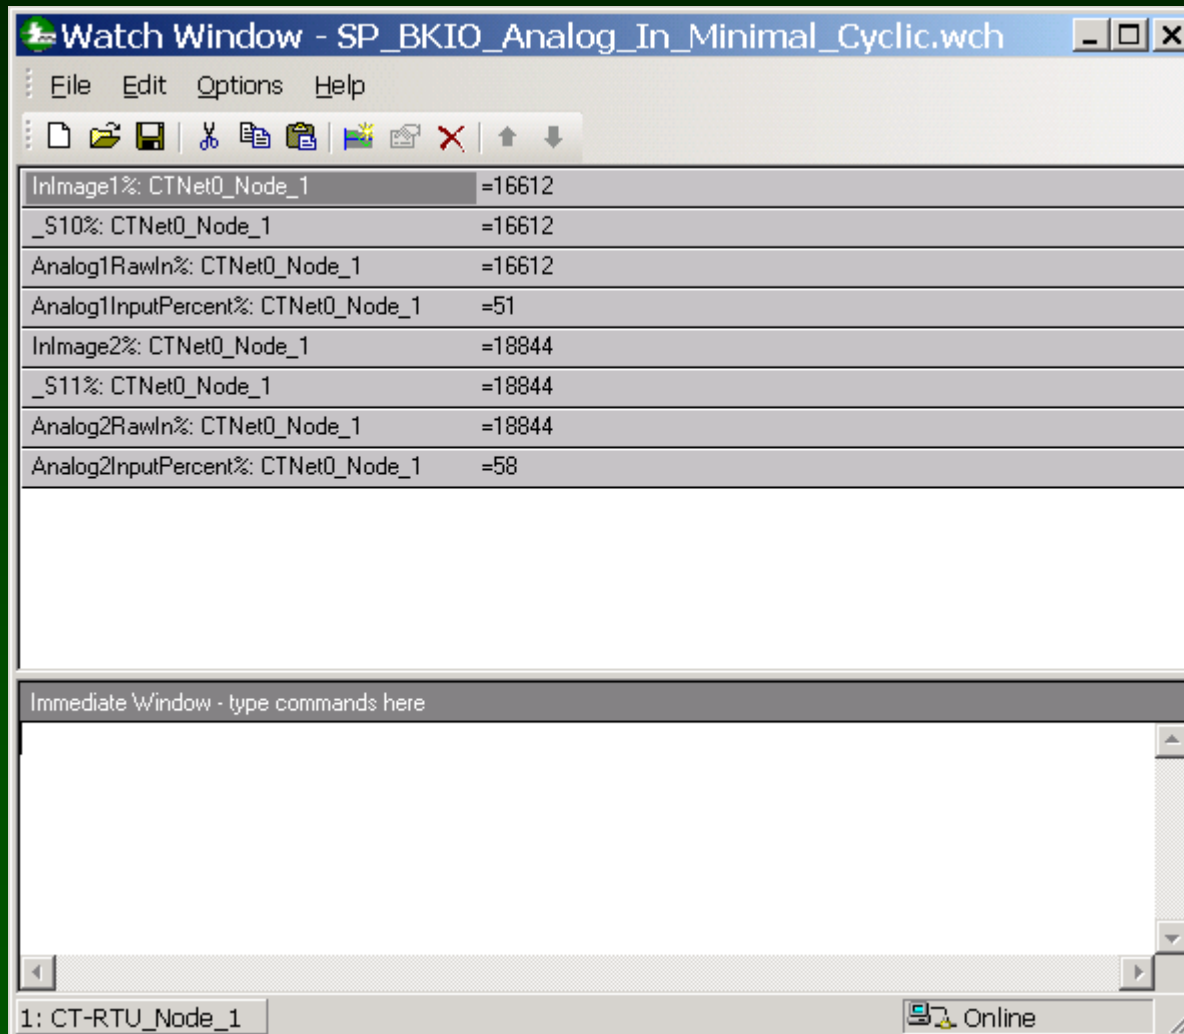 Watch Window - SP_BKIO_Analog_In_Minimal_Cyclic.wch
File Edit Options Help
InImage1%: CTNet0_Node_1 =16612
_S10%: CTNet0_Node_1 =16612
Analog1RawIn%: CTNet0_Node_1 =16612
Analog1InputPercent%: CTNet0_Node_1 =51
InImage2%: CTNet0_Node_1 =18844
_S11%: CTNet0_Node_1 =18844
Analog2RawIn%: CTNet0_Node_1 =18844
Analog2InputPercent%: CTNet0_Node_1 =58
Immediate Window - type commands here
1: CT-RTU_Node_1 Online